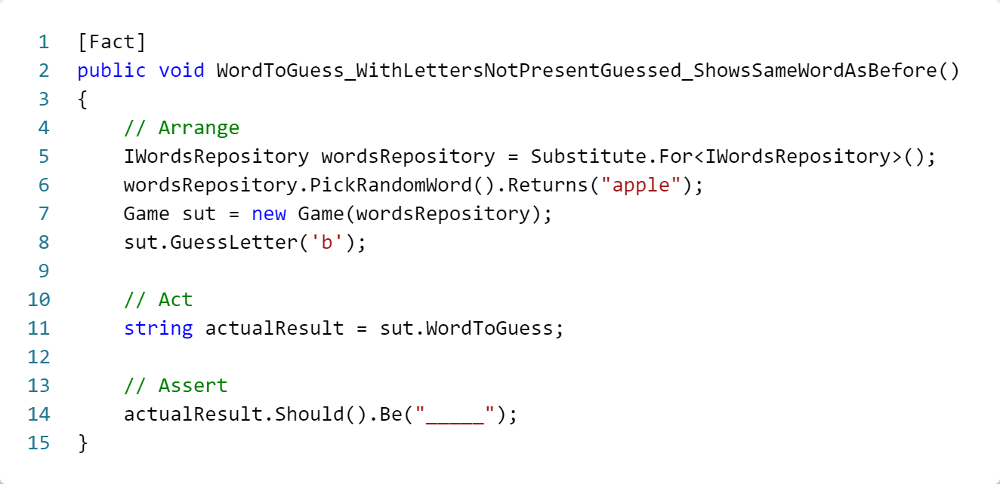 1 [Fact]
2 public void WordToGuess_WithLettersNotPresentGuessed_ShowsSameWordAsBefore()
3 {
4     // Arrange
5     IWordsRepository wordsRepository = Substitute.For<IWordsRepository>();
6     wordsRepository.PickRandomWord().Returns("apple");
7     Game sut = new Game(wordsRepository);
8     sut.GuessLetter('b');
9
10     // Act
11     string actualResult = sut.WordToGuess;
12
13     // Assert
14     actualResult.Should().Be("_____");
15 }